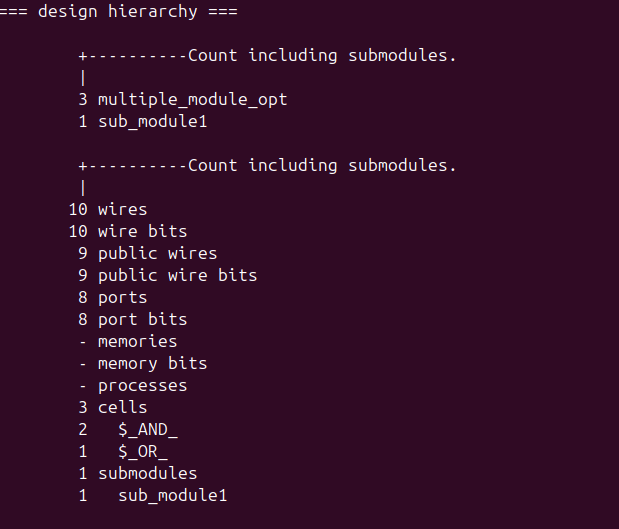 === design hierarchy ===
+----------Count including submodules.
|
3 multiple_module_opt
1 sub_module1
+----------Count including submodules.
|
10 wires
10 wire bits
9 public wires
9 public wire bits
8 ports
8 port bits
- memories
- memory bits
- processes
3 cells
2 $_AND_
1 $_OR_
1 submodules
1 sub_module1